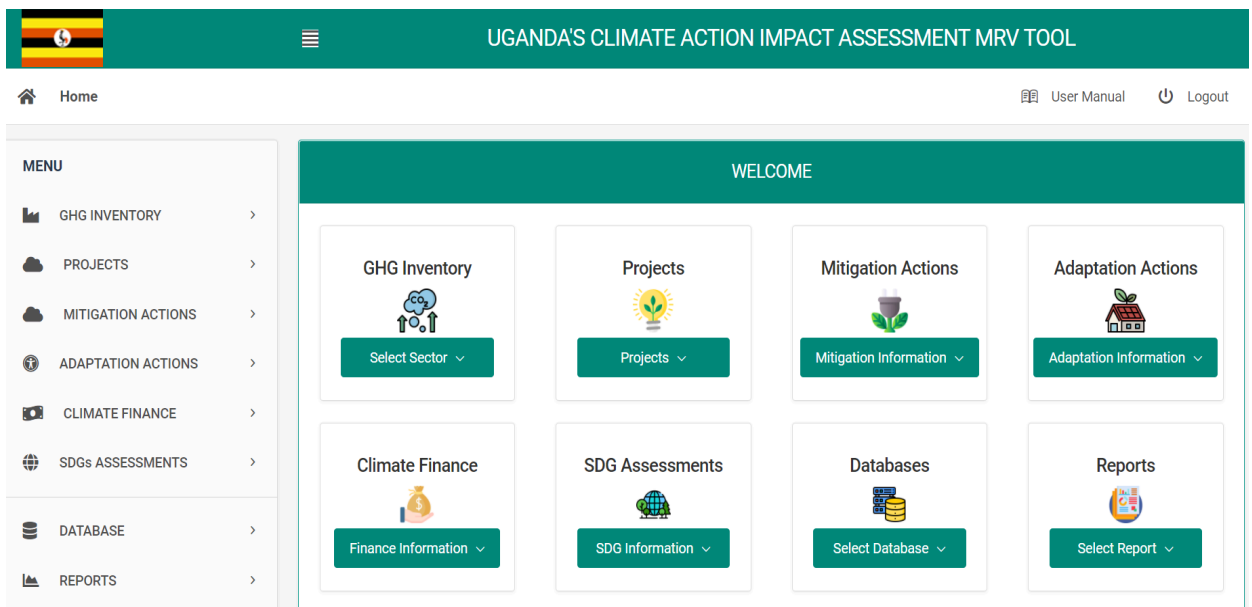 UGANDA'S CLIMATE ACTION IMPACT ASSESSMENT MRV TOOL
Home
User Manual
Logout
MENU
GHG INVENTORY
PROJECTS
MITIGATION ACTIONS
ADAPTATION ACTIONS
CLIMATE FINANCE
SDGs ASSESSMENTS
DATABASE
REPORTS
WELCOME
GHG Inventory
CO2
Select Sector
Projects
Projects
Mitigation Actions
Mitigation Information
Adaptation Actions
Adaptation Information
Climate Finance
$
Finance Information
SDG Assessments
SDG Information
Databases
Select Database
Reports
Select Report